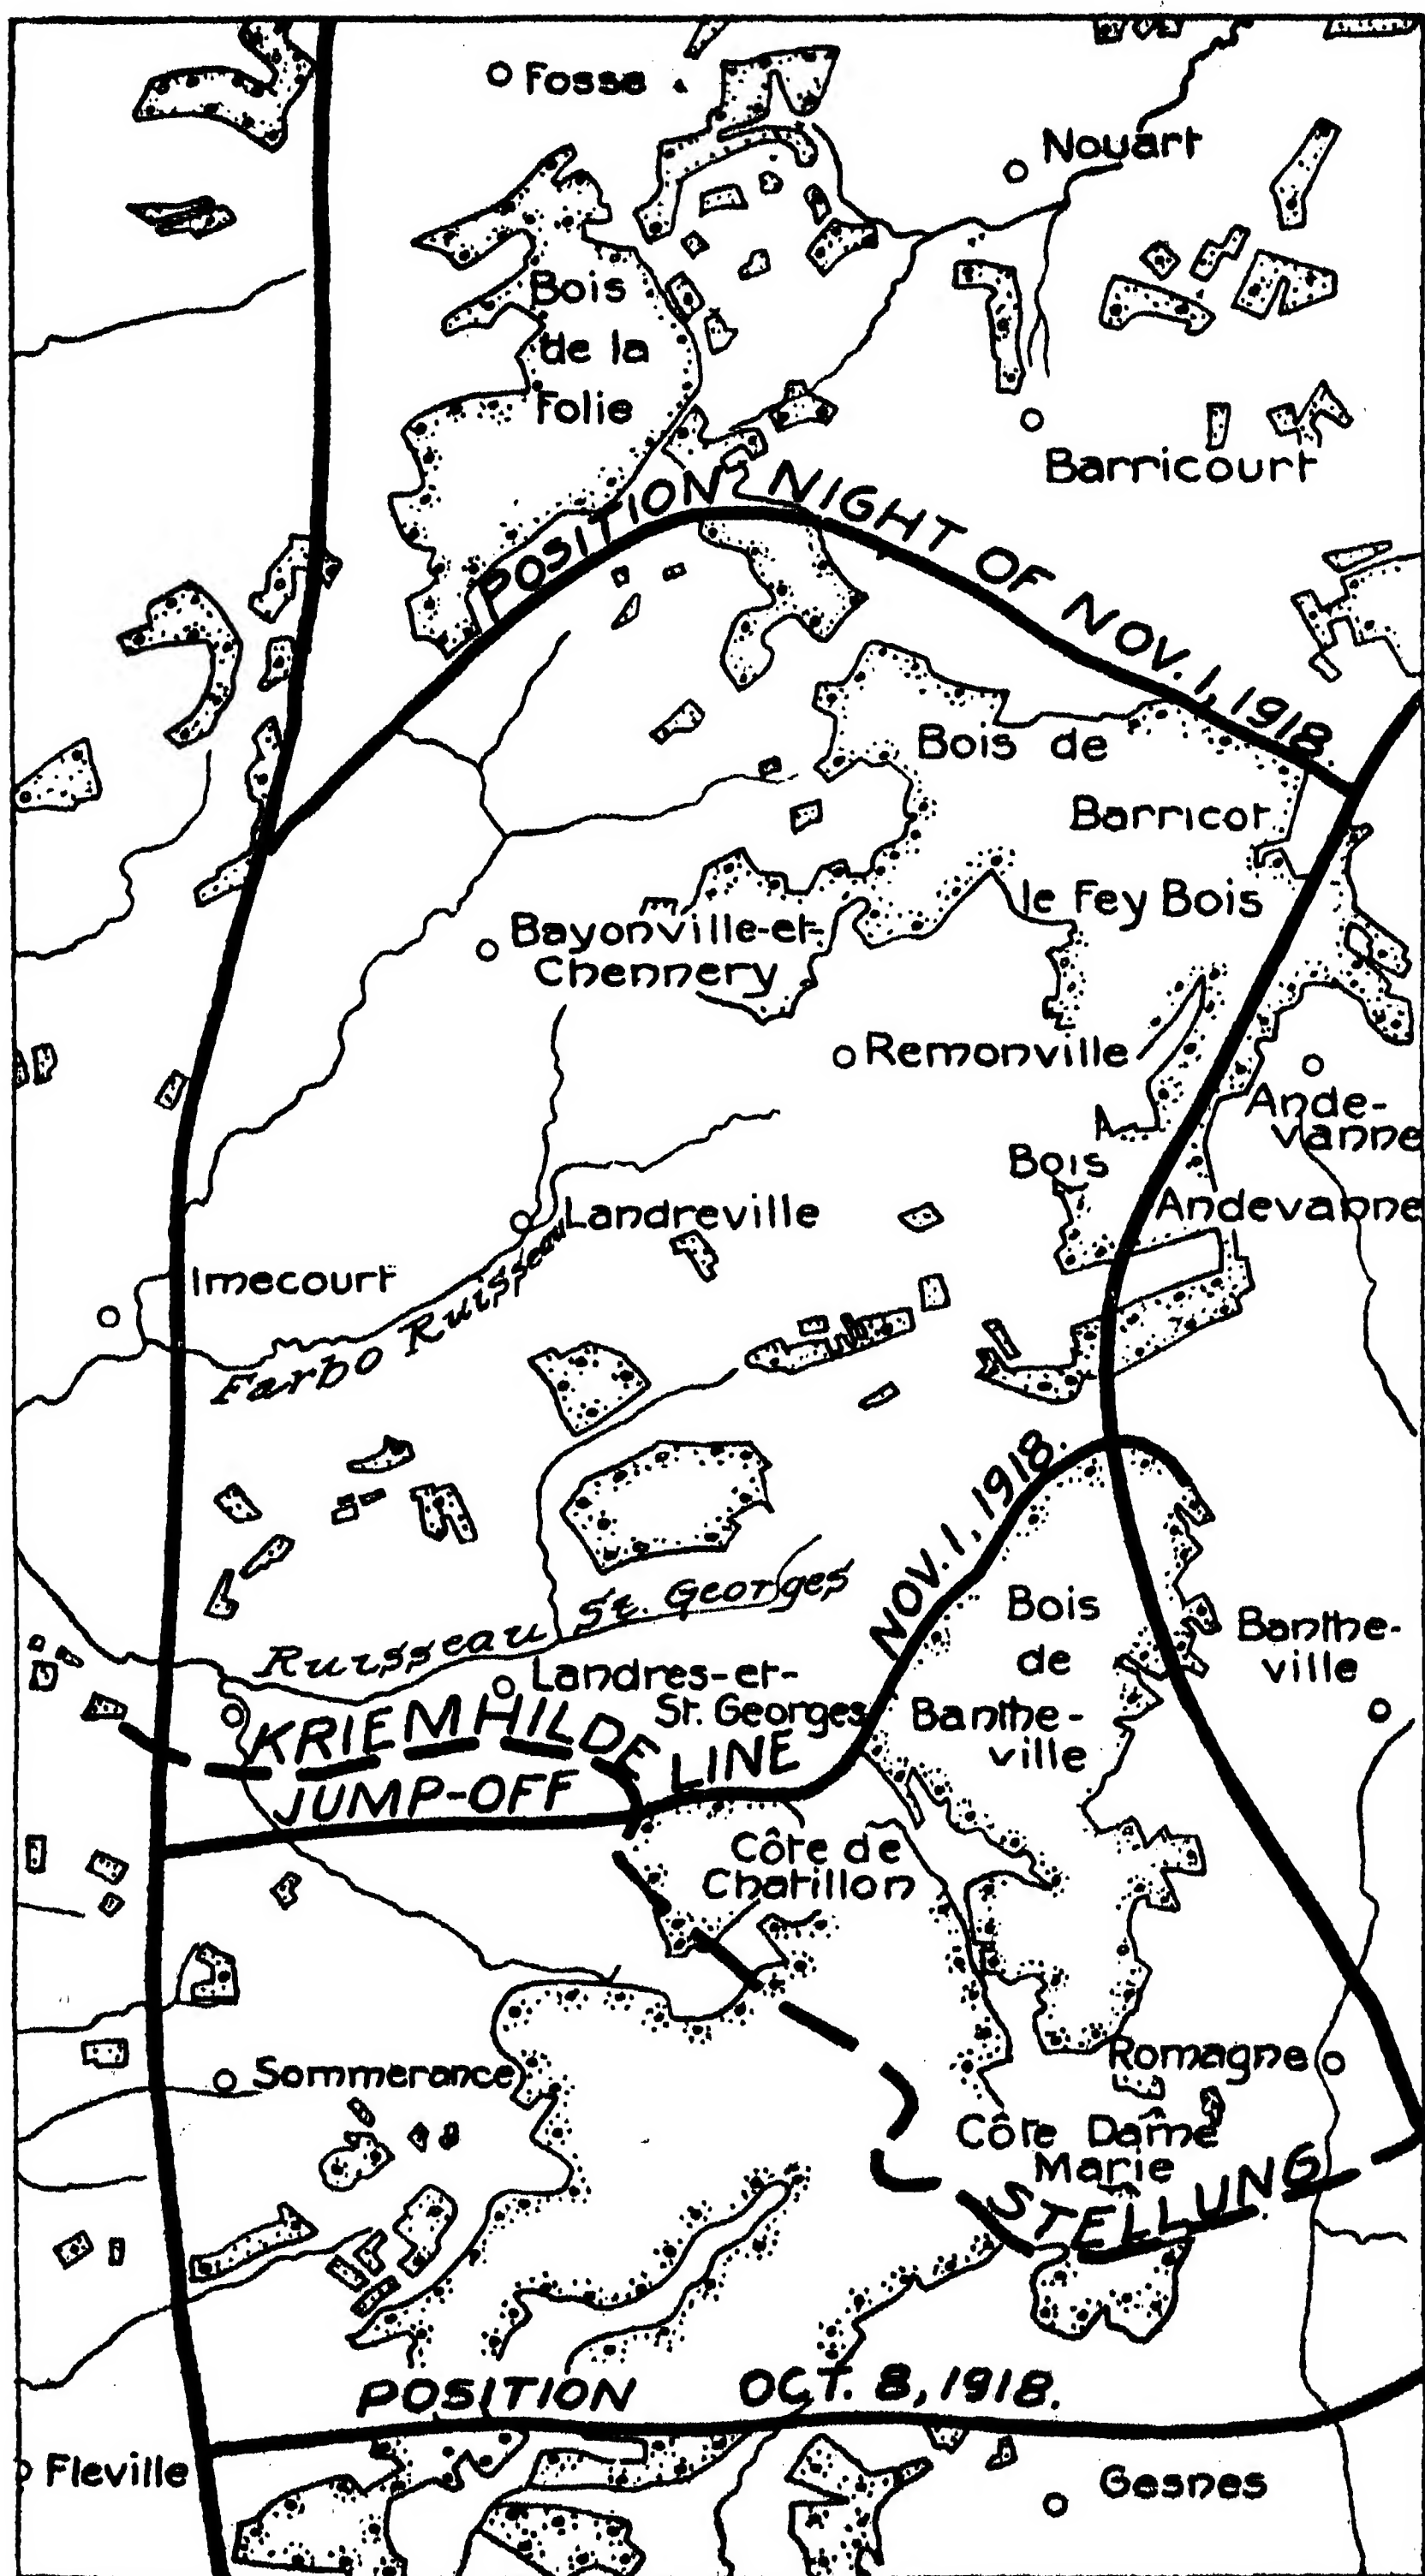 Fosse
Nouart
Bois
de la
Folie
Barricourt
POSITION NIGHT OF NOV. 1, 1918.
Bois de
Barricot
le Fey Bois
Bayonville-et-
Chennery
Remonville
Ande-
vanne
Bois
Andevanne
Landreville
Imecourt
Farbo Ruisseau
NOV. 1, 1918.
Ruisseau St. Georges
Bois
de
Banthe-
ville
Banthe-
ville
Landres-et-
St. Georges
KRIEMHILDE
LINE
JUMP-OFF
Côte de
Chatillon
Romagne
Sommerance
Côte Dame
Marie
STELLUNG
POSITION OCT. 8, 1918.
Fleville
Gesnes